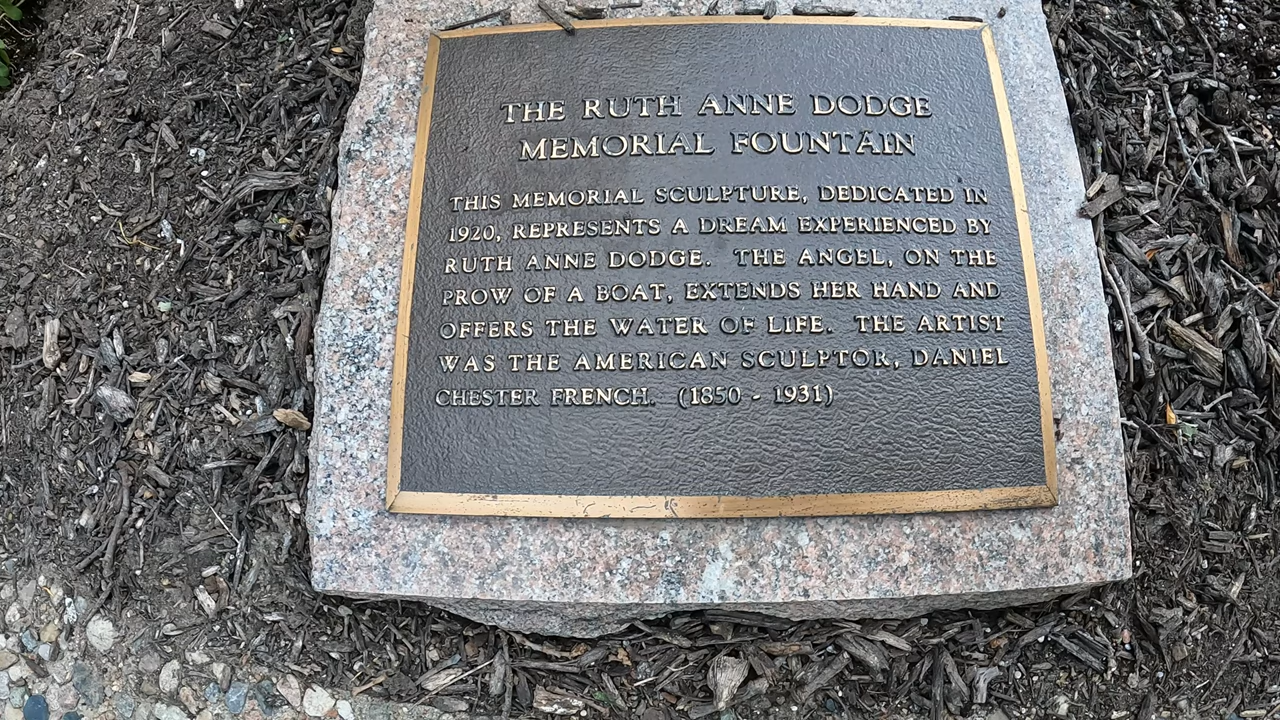 THE RUTH ANNE DODGE
MEMORIAL FOUNTAIN
THIS MEMORIAL SCULPTURE, DEDICATED IN
1920, REPRESENTS A DREAM EXPERIENCED BY
RUTH ANNE DODGE. THE ANGEL, ON THE
PROW OF A BOAT, EXTENDS HER HAND AND
OFFERS THE WATER OF LIFE. THE ARTIST
WAS THE AMERICAN SCULPTOR, DANIEL
CHESTER FRENCH. (1850 - 1931)